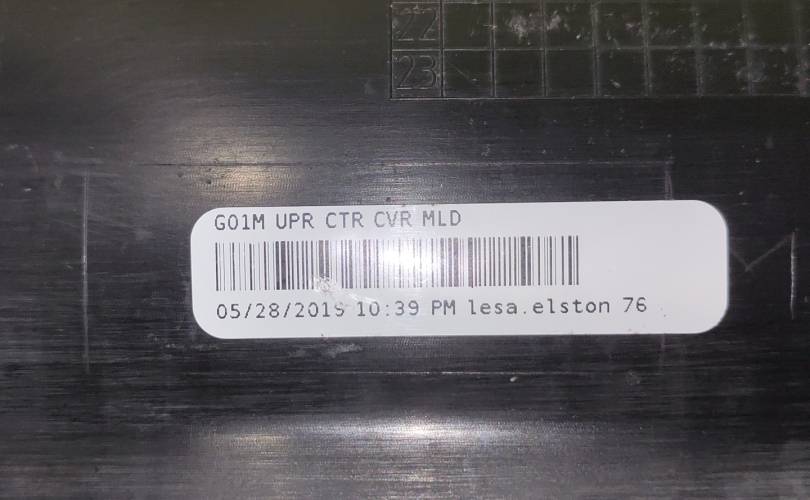 22
23
G01M UPR CTR CVR MLD
05/28/2019 10:39 PM lesa.elston 76